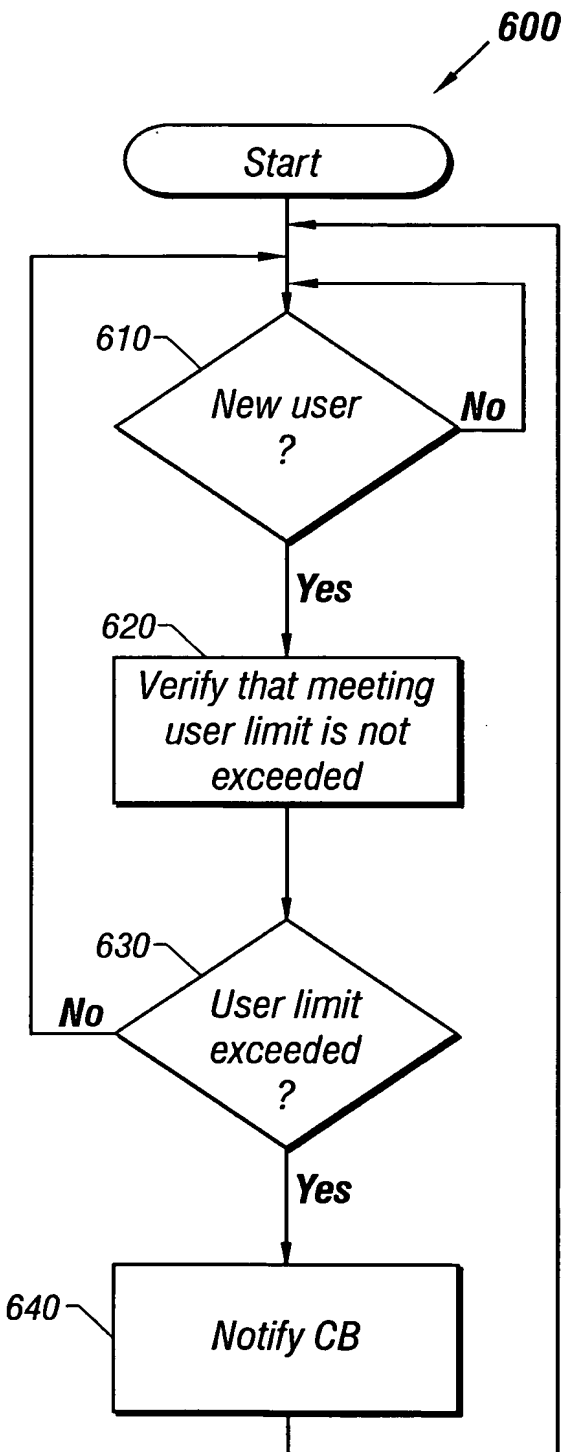 600
Start
610
New user
?
No
Yes
620
Verify that meeting
user limit is not
exceeded
630
User limit
exceeded
?
No
Yes
640
Notify CB